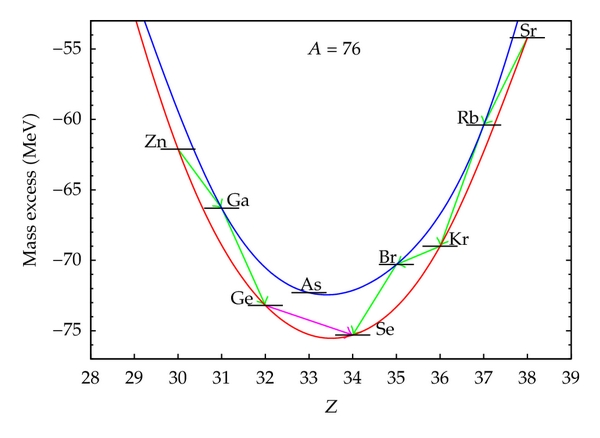 A = 76
Mass excess (MeV)
−55
−60
−65
−70
−75
Sr
Rb
Zn
Ga
Kr
Br
As
Ge
Se
28 29 30 31 32 33 34 35 36 37 38 39
Z